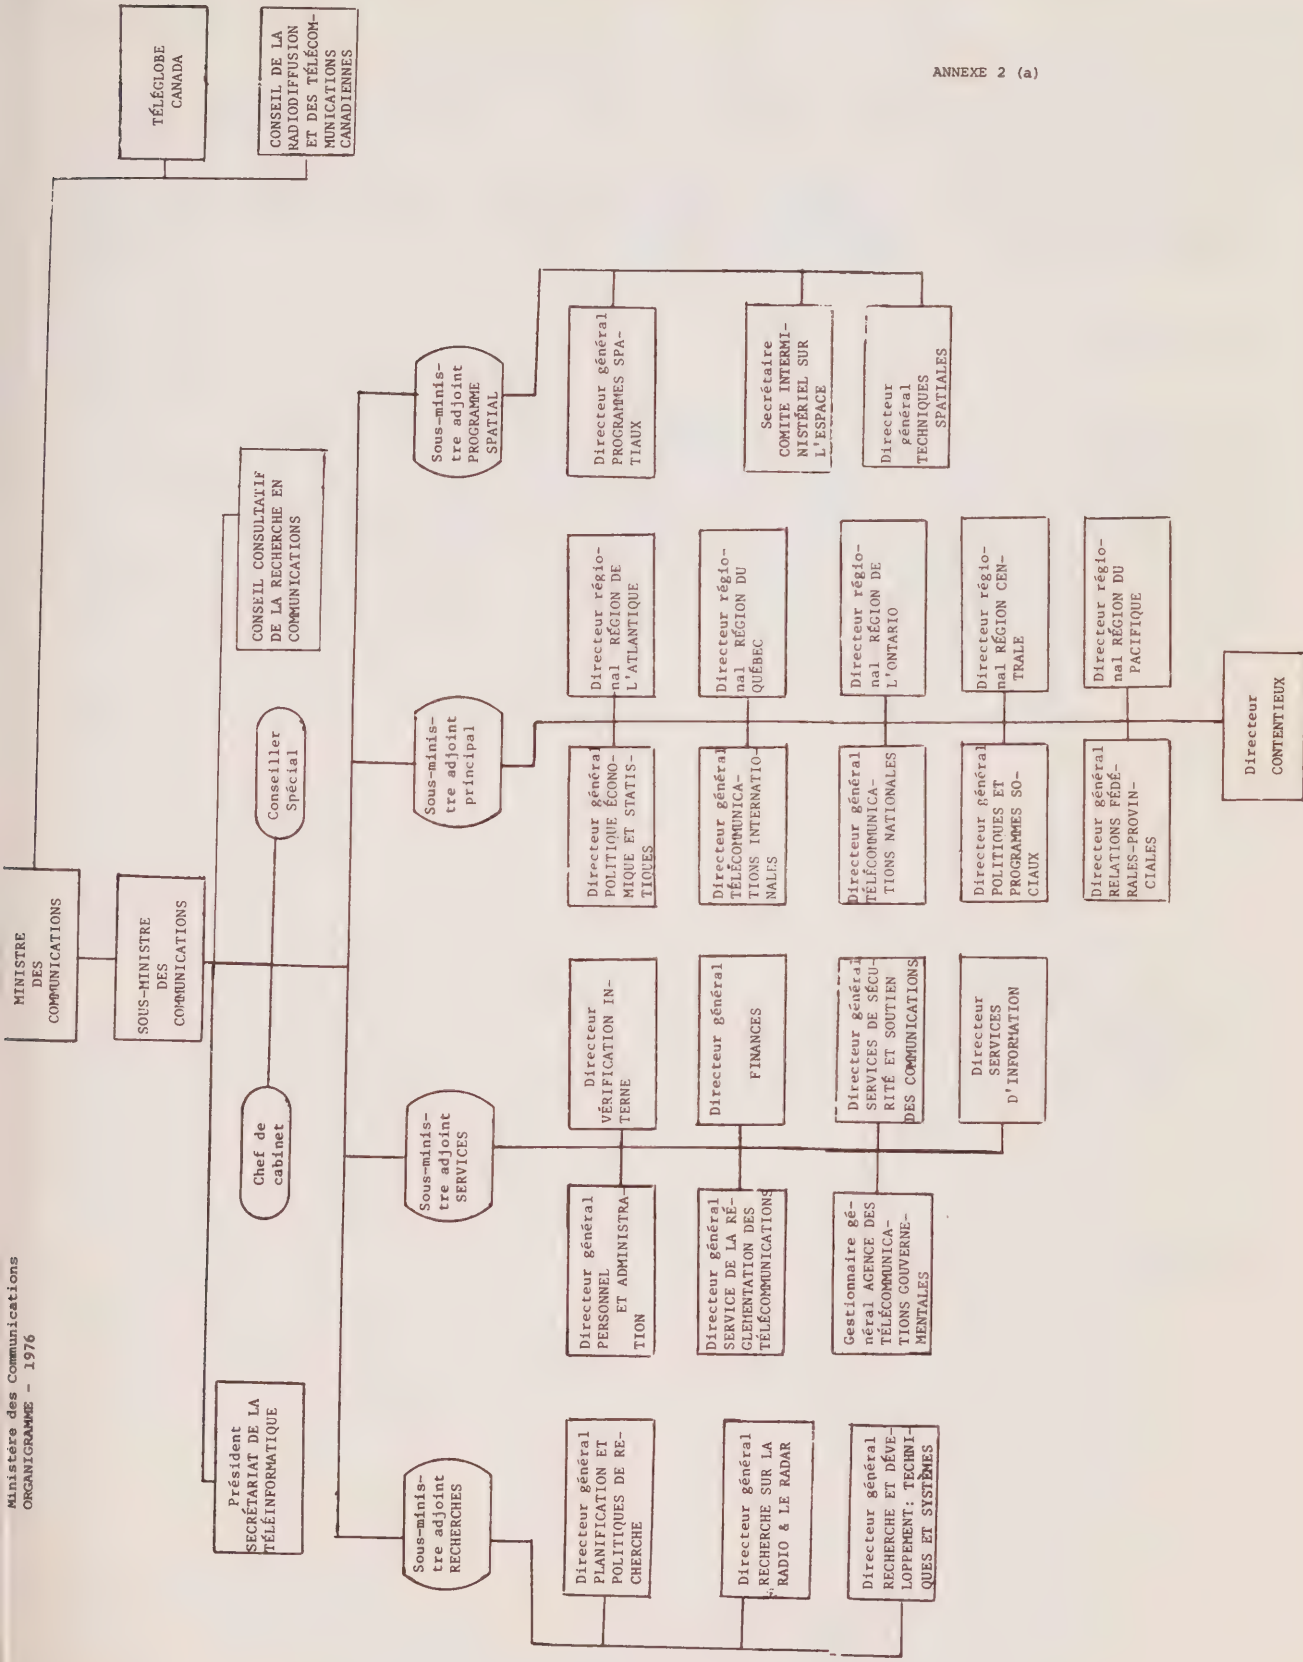 ANNEXE 2 (a)
Ministère des Communications
ORGANIGRAMME - 1976
MINISTRE
DES
COMMUNICATIONS
TÉLÉGLOBE
CANADA
CONSEIL DE LA
RADIODIFFUSION
ET DES TÉLÉCOM-
MUNICATIONS
CANADIENNES
SOUS-MINISTRE
DES
COMMUNICATIONS
Président
SECRÉTARIAT DE LA
TÉLÉINFORMATIQUE
Chef de
cabinet
Conseiller
Spécial
CONSEIL CONSULTATIF
DE LA RECHERCHE EN
COMMUNICATIONS
Sous-minis-
tre adjoint
RECHERCHES
Sous-minis-
tre adjoint
SERVICES
Sous-minis-
tre adjoint
principal
Sous-minis-
tre adjoint
PROGRAMME
SPATIAL
Directeur général
PLANIFICATION ET
POLITIQUES DE RE-
CHERCHE
Directeur général
RECHERCHE SUR LA
RADIO & LE RADAR
Directeur général
RECHERCHE ET DÉVE-
LOPPEMENT: TECHNI-
QUES ET SYSTÈMES
Directeur général
PERSONNEL
ET ADMINISTRA-
TION
Directeur
VÉRIFICATION IN-
TERNE
Directeur général
SERVICE DE LA RÉ-
GLEMENTATION DES
TÉLÉCOMMUNICATIONS
Directeur général
FINANCES
Gestionnaire gé-
néral AGENCE DES
TÉLÉCOMMUNICA-
TIONS GOUVERNE-
MENTALES
Directeur général
SERVICES DE SÉCU-
RITÉ ET SOUTIEN
DES COMMUNICATIONS
Directeur
SERVICES
D'INFORMATION
Directeur général
POLITIQUE ÉCONO-
MIQUE ET STATIS-
TIQUES
Directeur régio-
nal RÉGION DE
L'ATLANTIQUE
Directeur général
TÉLÉCOMMUNICA-
TIONS INTERNATIO-
NALES
Directeur régio-
nal RÉGION DU
QUÉBEC
Directeur général
TÉLÉCOMMUNICA-
TIONS NATIONALES
Directeur régio-
nal RÉGION DE
L'ONTARIO
Directeur général
POLITIQUES ET
PROGRAMMES SO-
CIAUX
Directeur régio-
nal RÉGION CEN-
TRALE
Directeur général
RELATIONS FÉDÉ-
RALES-PROVIN-
CIALES
Directeur régio-
nal RÉGION DU
PACIFIQUE
Directeur
CONTENTIEUX
Directeur général
PROGRAMMES SPA-
TIAUX
Secrétaire
COMITE INTERMI-
NISTÉRIEL SUR
L'ESPACE
Directeur
général
TECHNIQUES
SPATIALES